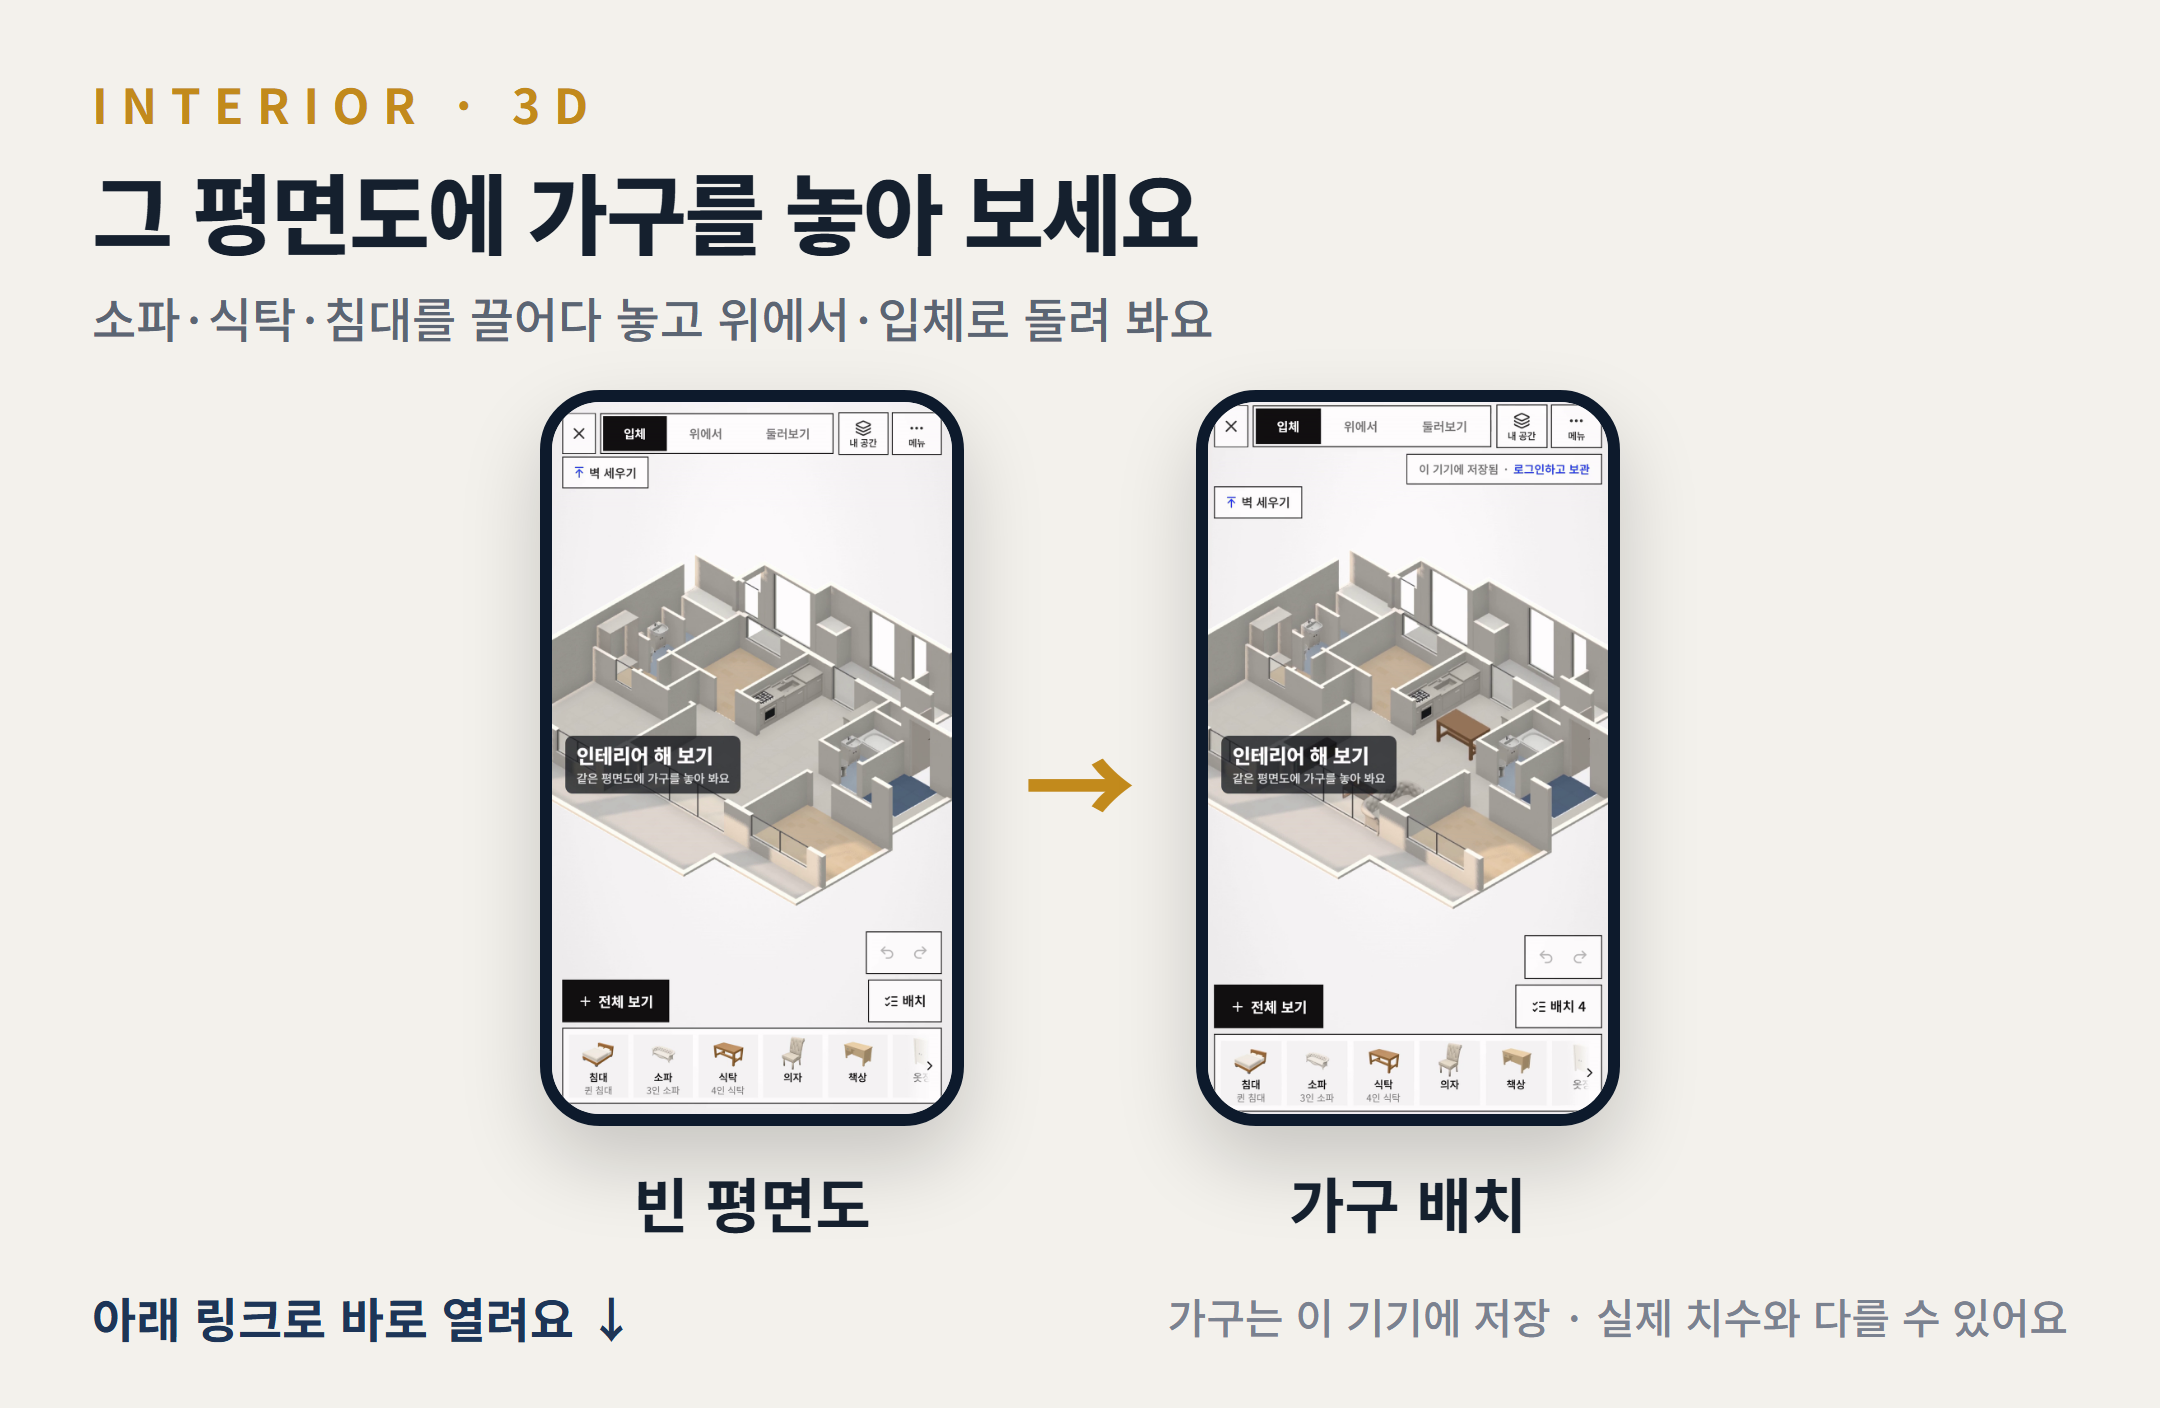 INTERIOR · 3D
그 평면도에 가구를 놓아 보세요
소파·식탁·침대를 끌어다 놓고 위에서·입체로 돌려 봐요
입체 위에서 둘러보기 내 공간 메뉴
벽 세우기
인테리어 해 보기
같은 평면도에 가구를 놓아 봐요
+ 전체 보기 배치
침대 소파 식탁 의자 책상
퀸 침대 3인 소파 4인 식탁
입체 위에서 둘러보기 내 공간 메뉴
이 기기에 저장됨 · 로그인하고 보관
벽 세우기
인테리어 해 보기
같은 평면도에 가구를 놓아 봐요
+ 전체 보기 배치 4
침대 소파 식탁 의자 책상
퀸 침대 3인 소파 4인 식탁
→
빈 평면도
가구 배치
아래 링크로 바로 열려요 ↓
가구는 이 기기에 저장 · 실제 치수와 다를 수 있어요